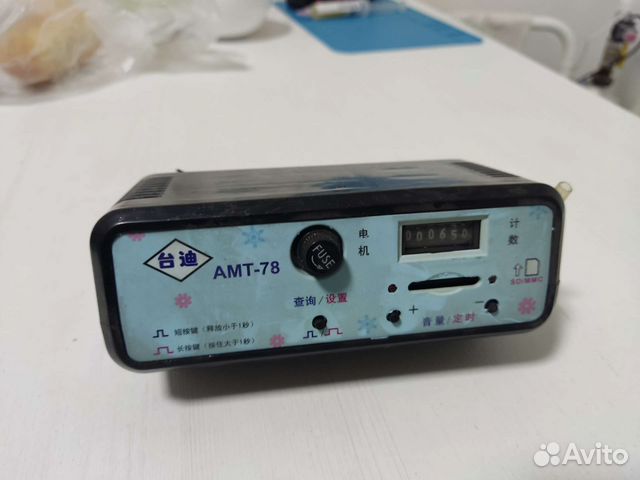 台迪
AMT-78
FUSE
电机
000650
计数
SD/MMC
查询/设置
+
−
音量/定时
短按键（释放小于1秒）
长按键（按住大于1秒）
Avito